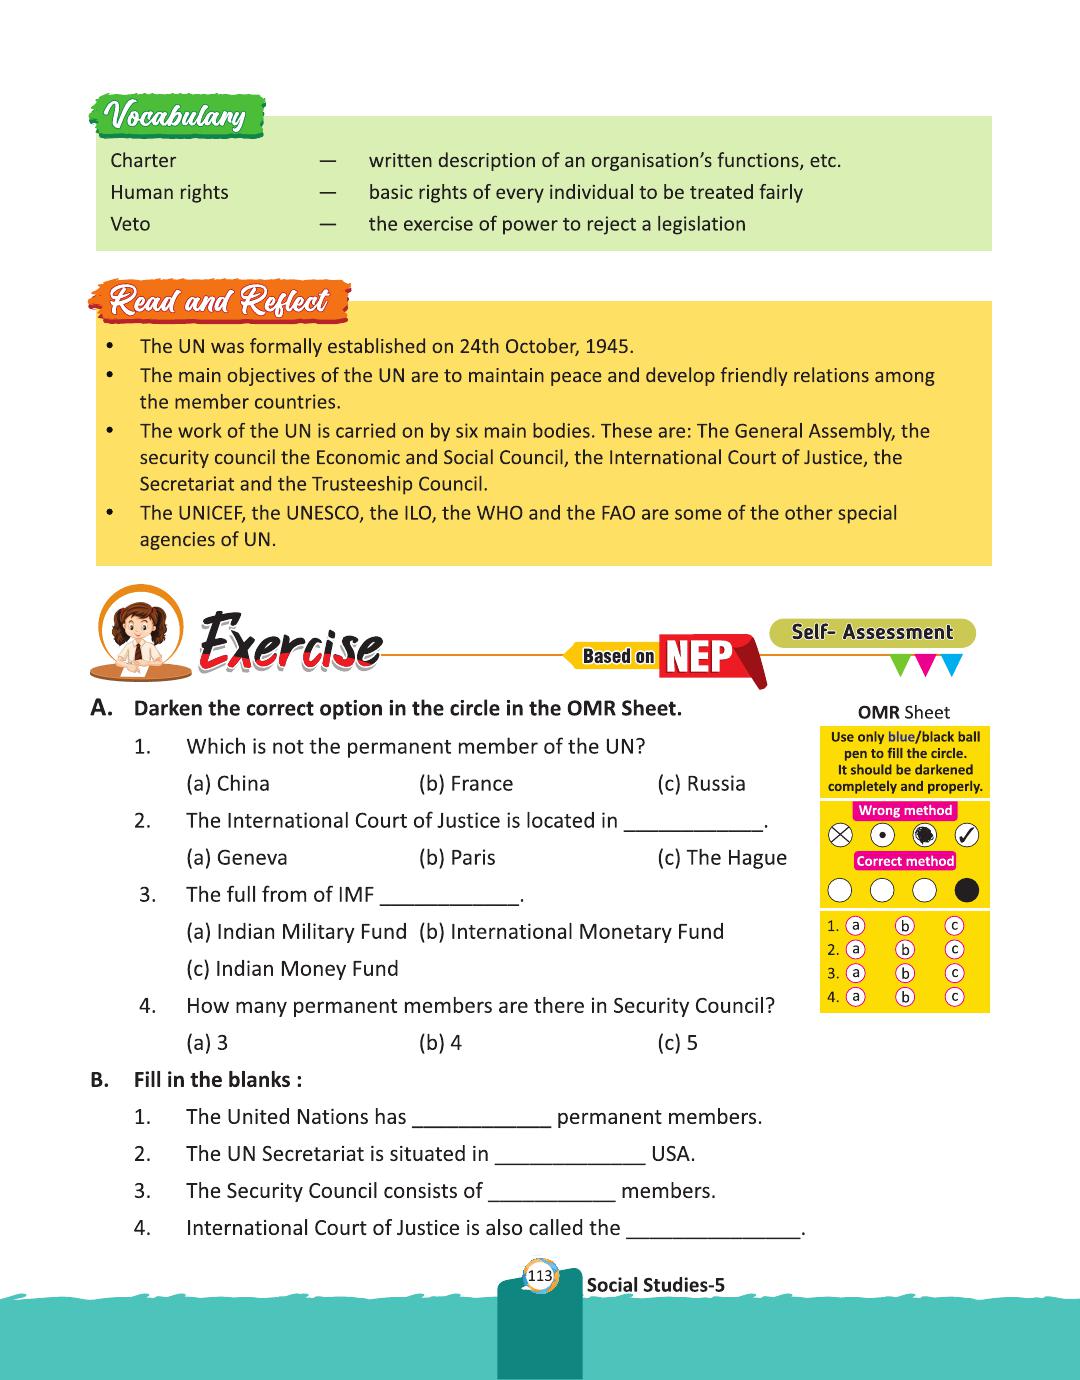 Vocabulary
Charter — written description of an organisation's functions, etc.
Human rights — basic rights of every individual to be treated fairly
Veto — the exercise of power to reject a legislation
Read and Reflect
• The UN was formally established on 24th October, 1945.
• The main objectives of the UN are to maintain peace and develop friendly relations among
the member countries.
• The work of the UN is carried on by six main bodies. These are: The General Assembly, the
security council the Economic and Social Council, the International Court of Justice, the
Secretariat and the Trusteeship Council.
• The UNICEF, the UNESCO, the ILO, the WHO and the FAO are some of the other special
agencies of UN.
Exercise
Based on NEP
Self- Assessment
A. Darken the correct option in the circle in the OMR Sheet.
1. Which is not the permanent member of the UN?
(a) China (b) France (c) Russia
2. The International Court of Justice is located in ____________.
(a) Geneva (b) Paris (c) The Hague
3. The full from of IMF ____________.
(a) Indian Military Fund (b) International Monetary Fund
(c) Indian Money Fund
4. How many permanent members are there in Security Council?
(a) 3 (b) 4 (c) 5
OMR Sheet
Use only blue/black ball
pen to fill the circle.
It should be darkened
completely and properly.
Wrong method
Correct method
1. a b c
2. a b c
3. a b c
4. a b c
B. Fill in the blanks :
1. The United Nations has ____________ permanent members.
2. The UN Secretariat is situated in _____________ USA.
3. The Security Council consists of ___________ members.
4. International Court of Justice is also called the _______________.
113
Social Studies-5